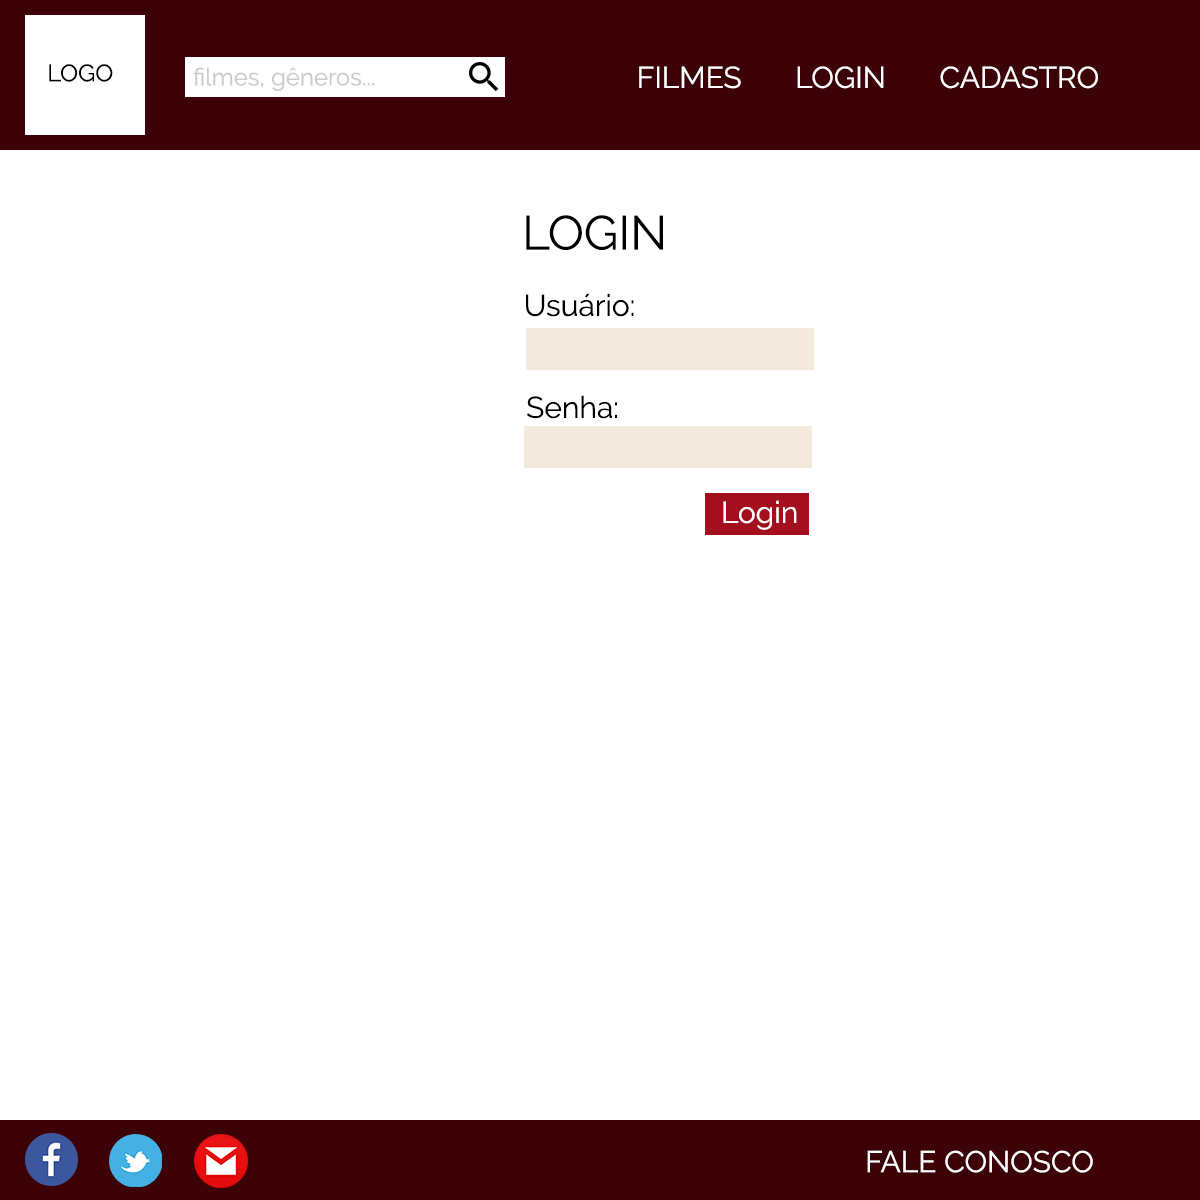 LOGO
filmes, gêneros...
FILMES LOGIN CADASTRO
LOGIN
Usuário:
Senha:
Login
FALE CONOSCO